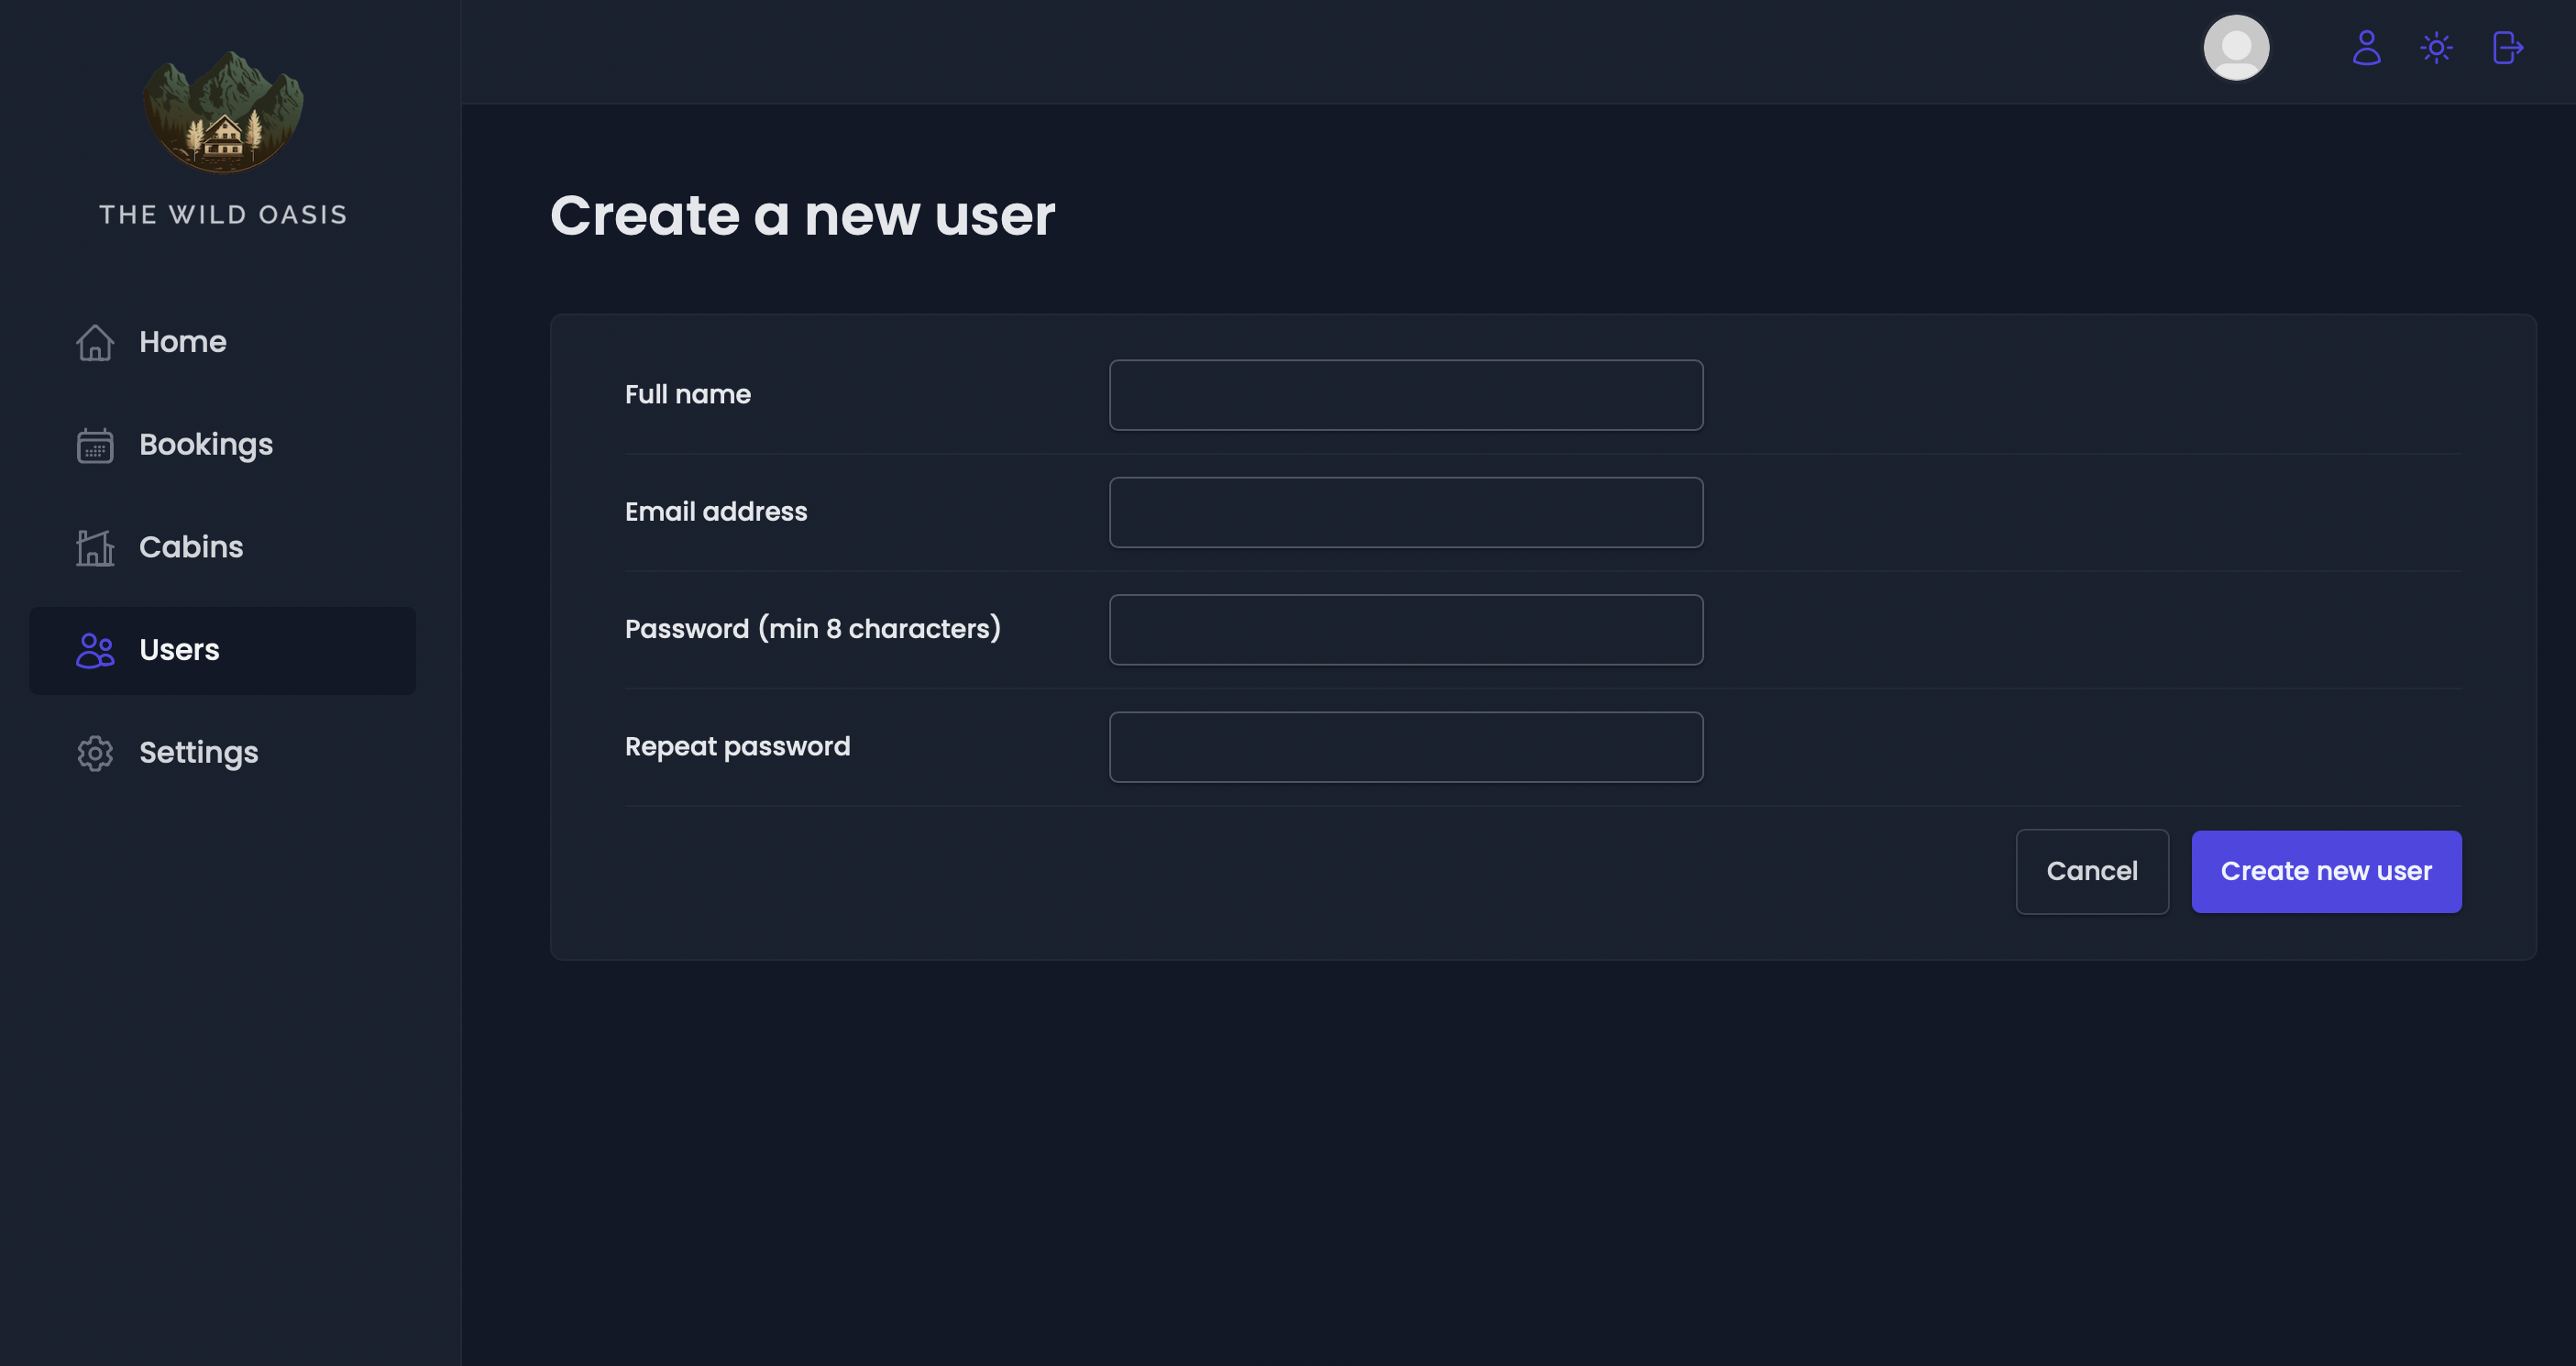 THE WILD OASIS
Home
Bookings
Cabins
Users
Settings
Create a new user
Full name
Email address
Password (min 8 characters)
Repeat password
Cancel
Create new user